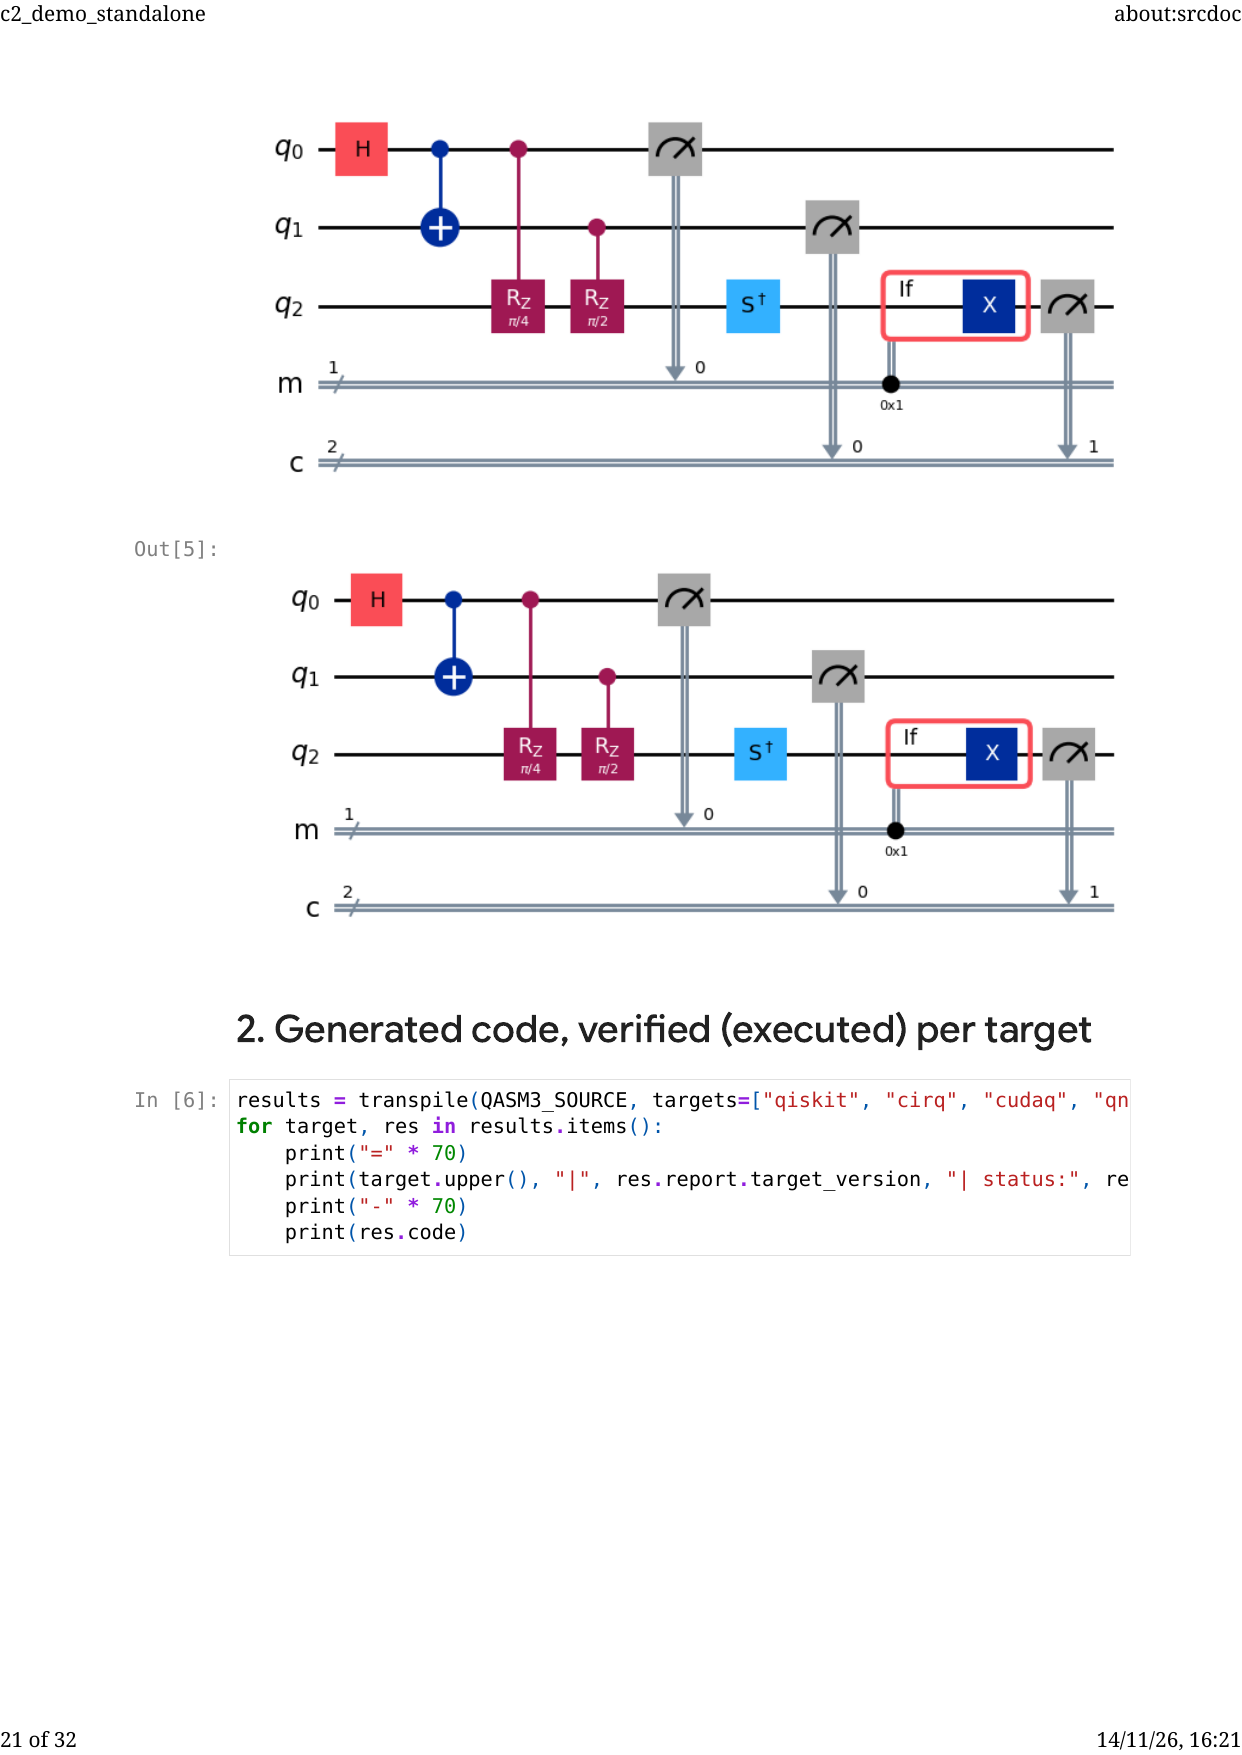 c2_demo_standalone about:srcdoc
q0 H
q1
q2 RZ π/4 RZ π/2 S† If X
m 1 0 0x1
c 2 0 1
Out[5]:
q0 H
q1
q2 RZ π/4 RZ π/2 S† If X
m 1 0 0x1
c 2 0 1
2. Generated code, verified (executed) per target
In [6]: results = transpile(QASM3_SOURCE, targets=["qiskit", "cirq", "cudaq", "qn
for target, res in results.items():
    print("=" * 70)
    print(target.upper(), "|", res.report.target_version, "| status:", re
    print("-" * 70)
    print(res.code)
21 of 32 14/11/26, 16:21